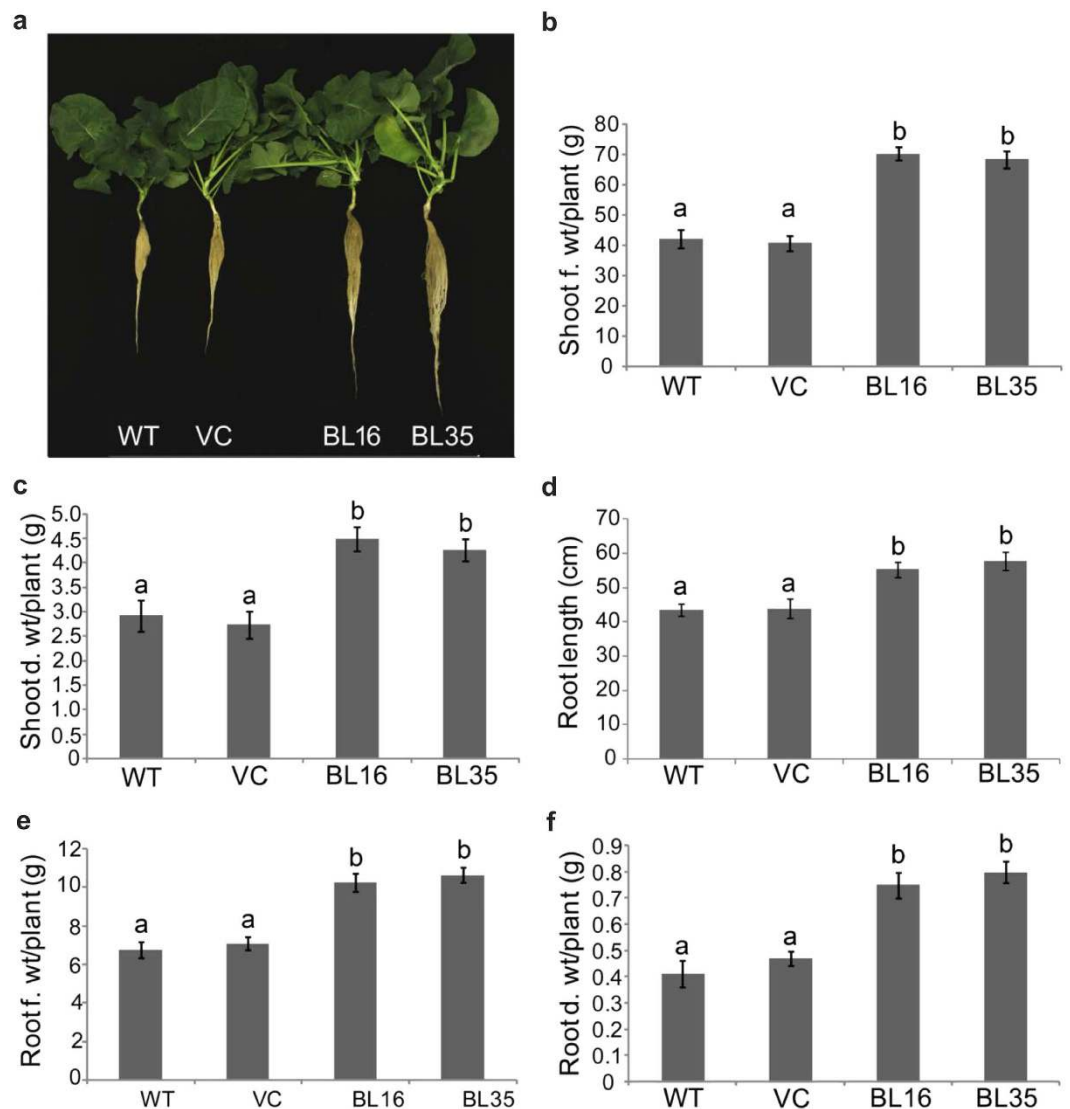 a
WT VC BL16 BL35
b
Shoot f. wt/plant (g)
80
70
60
50
40
30
20
10
0
a a b b
WT VC BL16 BL35
c
Shoot d. wt/plant (g)
5.0
4.5
4.0
3.5
3.0
2.5
2.0
1.5
1.0
0.5
0
a a b b
WT VC BL16 BL35
d
Root length (cm)
70
60
50
40
30
20
10
0
a a b b
WT VC BL16 BL35
e
Root f. wt/plant (g)
12
10
8
6
4
2
0
a a b b
WT VC BL16 BL35
f
Root d. wt/plant (g)
0.9
0.8
0.7
0.6
0.5
0.4
0.3
0.2
0.1
0
a a b b
WT VC BL16 BL35